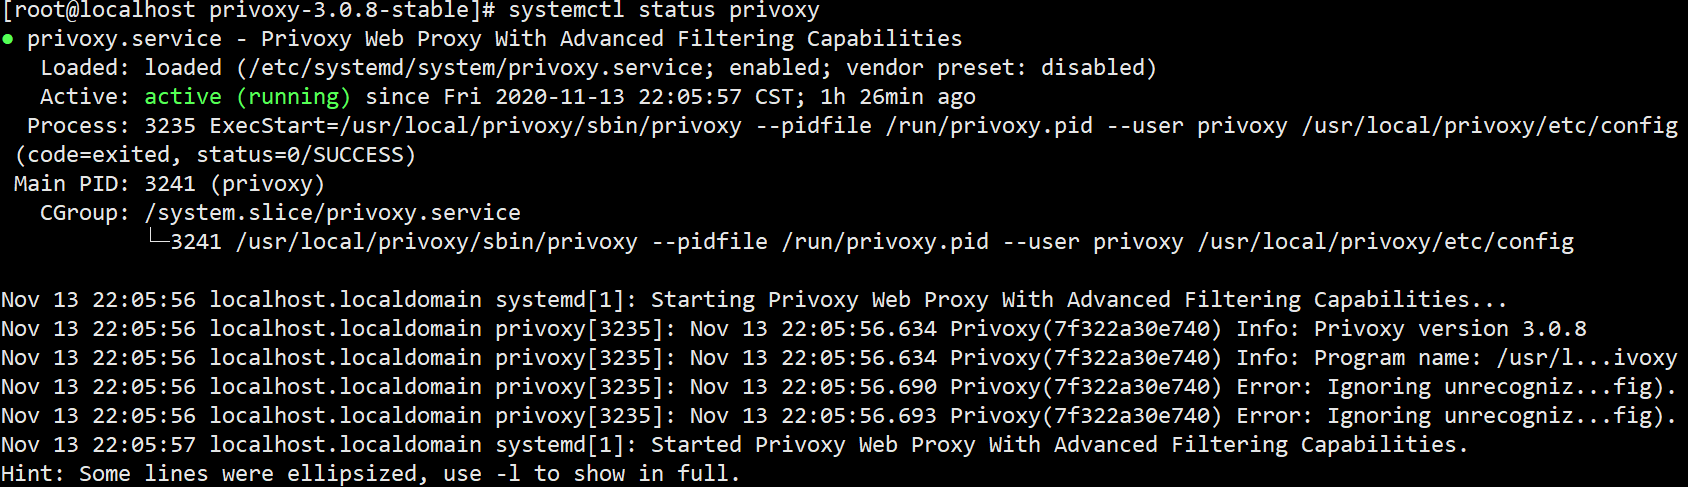 [root@localhost privoxy-3.0.8-stable]# systemctl status privoxy
● privoxy.service - Privoxy Web Proxy With Advanced Filtering Capabilities
   Loaded: loaded (/etc/systemd/system/privoxy.service; enabled; vendor preset: disabled)
   Active: active (running) since Fri 2020-11-13 22:05:57 CST; 1h 26min ago
  Process: 3235 ExecStart=/usr/local/privoxy/sbin/privoxy --pidfile /run/privoxy.pid --user privoxy /usr/local/privoxy/etc/config
 (code=exited, status=0/SUCCESS)
 Main PID: 3241 (privoxy)
   CGroup: /system.slice/privoxy.service
           └─3241 /usr/local/privoxy/sbin/privoxy --pidfile /run/privoxy.pid --user privoxy /usr/local/privoxy/etc/config

Nov 13 22:05:56 localhost.localdomain systemd[1]: Starting Privoxy Web Proxy With Advanced Filtering Capabilities...
Nov 13 22:05:56 localhost.localdomain privoxy[3235]: Nov 13 22:05:56.634 Privoxy(7f322a30e740) Info: Privoxy version 3.0.8
Nov 13 22:05:56 localhost.localdomain privoxy[3235]: Nov 13 22:05:56.634 Privoxy(7f322a30e740) Info: Program name: /usr/l...ivoxy
Nov 13 22:05:56 localhost.localdomain privoxy[3235]: Nov 13 22:05:56.690 Privoxy(7f322a30e740) Error: Ignoring unrecogniz...fig).
Nov 13 22:05:56 localhost.localdomain privoxy[3235]: Nov 13 22:05:56.693 Privoxy(7f322a30e740) Error: Ignoring unrecogniz...fig).
Nov 13 22:05:57 localhost.localdomain systemd[1]: Started Privoxy Web Proxy With Advanced Filtering Capabilities.
Hint: Some lines were ellipsized, use -l to show in full.